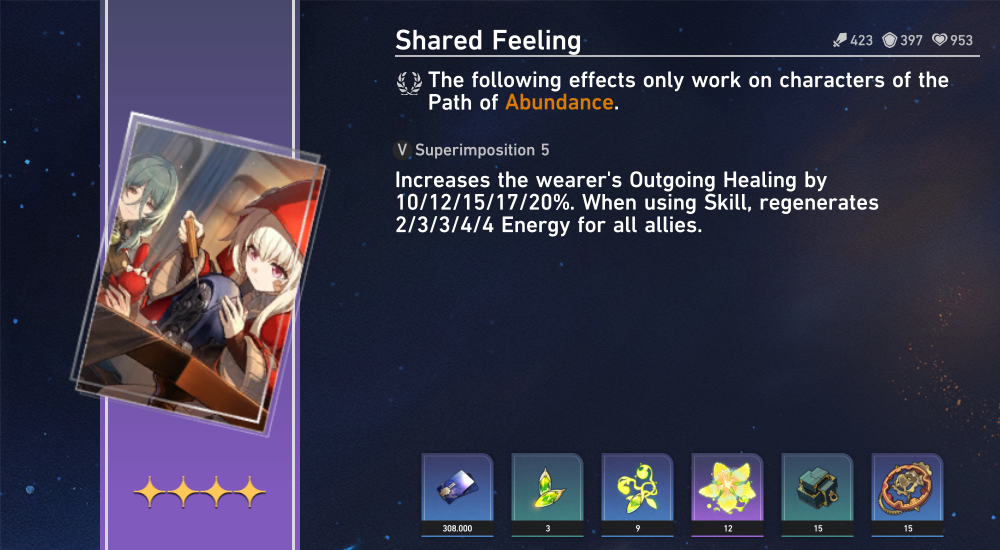 Shared Feeling
423 397 953
The following effects only work on characters of the
Path of Abundance.
V Superimposition 5
Increases the wearer's Outgoing Healing by
10/12/15/17/20%. When using Skill, regenerates
2/3/3/4/4 Energy for all allies.
308.000 3 9 12 15 15